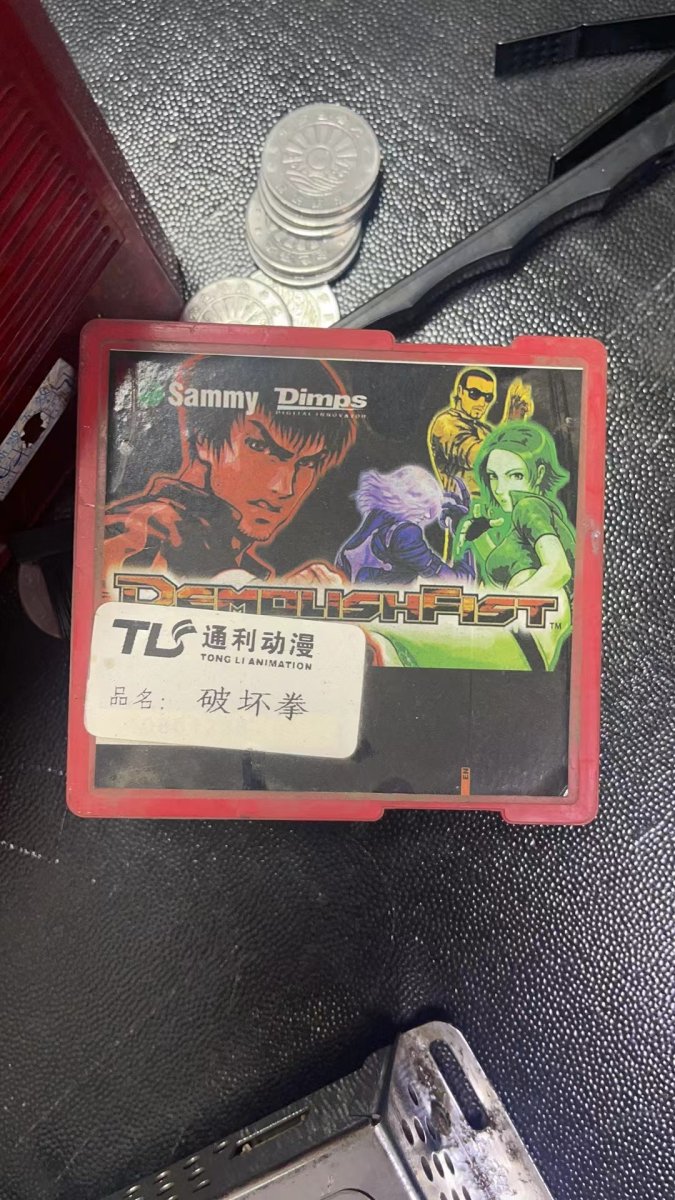 Sammy
Dimps
DIGITAL INNOVATOR
DEMOLISHFIST
TM
TL
通利动漫
TONG LI ANIMATION
品名: 破坏拳
EN